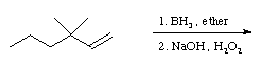 1. BH3, ether
2. NaOH, H2O2